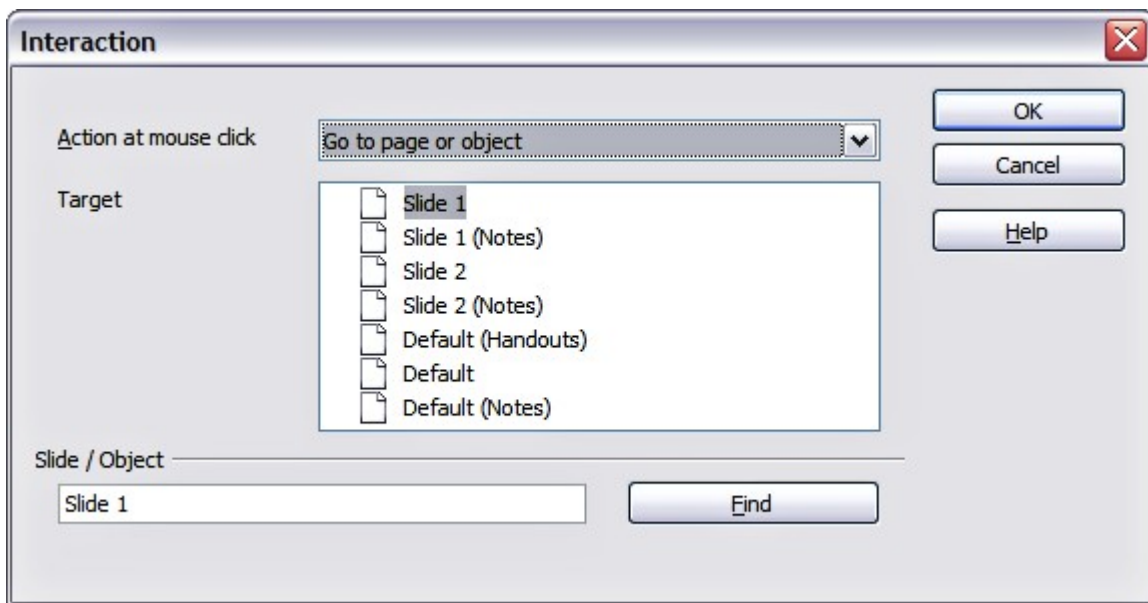 Interaction
Action at mouse click
Go to page or object
OK
Cancel
Help
Target
Slide 1
Slide 1 (Notes)
Slide 2
Slide 2 (Notes)
Default (Handouts)
Default
Default (Notes)
Slide / Object
Slide 1
Find